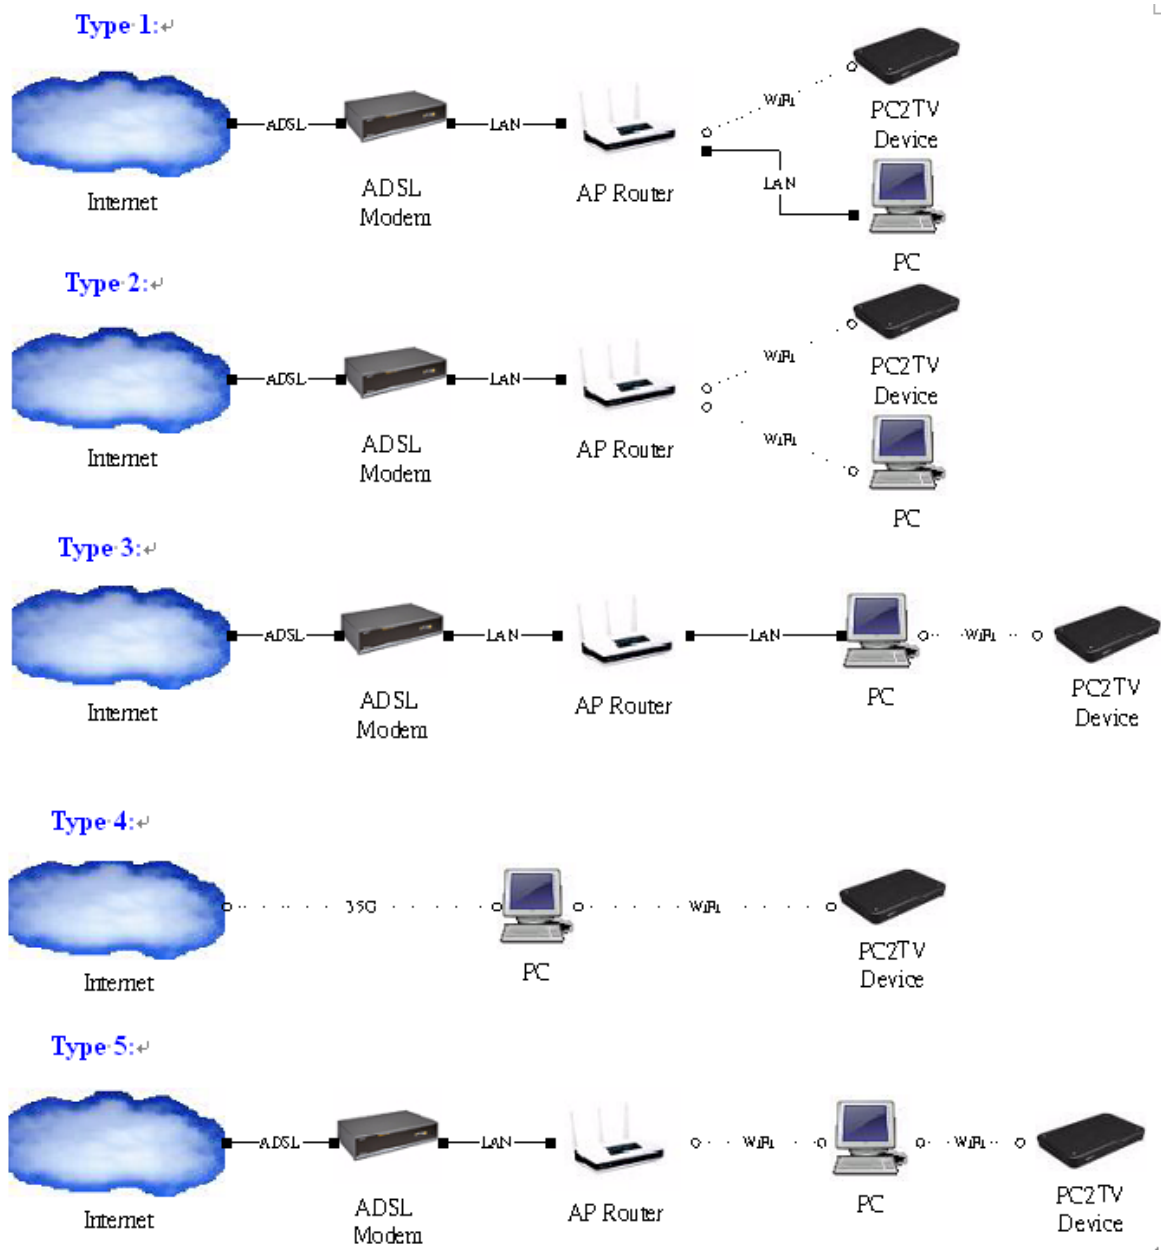 Type 1:
WiFi
PC2TV
Device
ADSL
LAN
LAN
Internet
ADSL
Modem
AP Router
PC
Type 2:
WiFi
PC2TV
Device
ADSL
LAN
WiFi
Internet
ADSL
Modem
AP Router
PC
Type 3:
ADSL
LAN
LAN
WiFi
Internet
ADSL
Modem
AP Router
PC
PC2TV
Device
Type 4:
3.5G
WiFi
Internet
PC
PC2TV
Device
Type 5:
ADSL
LAN
WiFi
WiFi
Internet
ADSL
Modem
AP Router
PC
PC2TV
Device